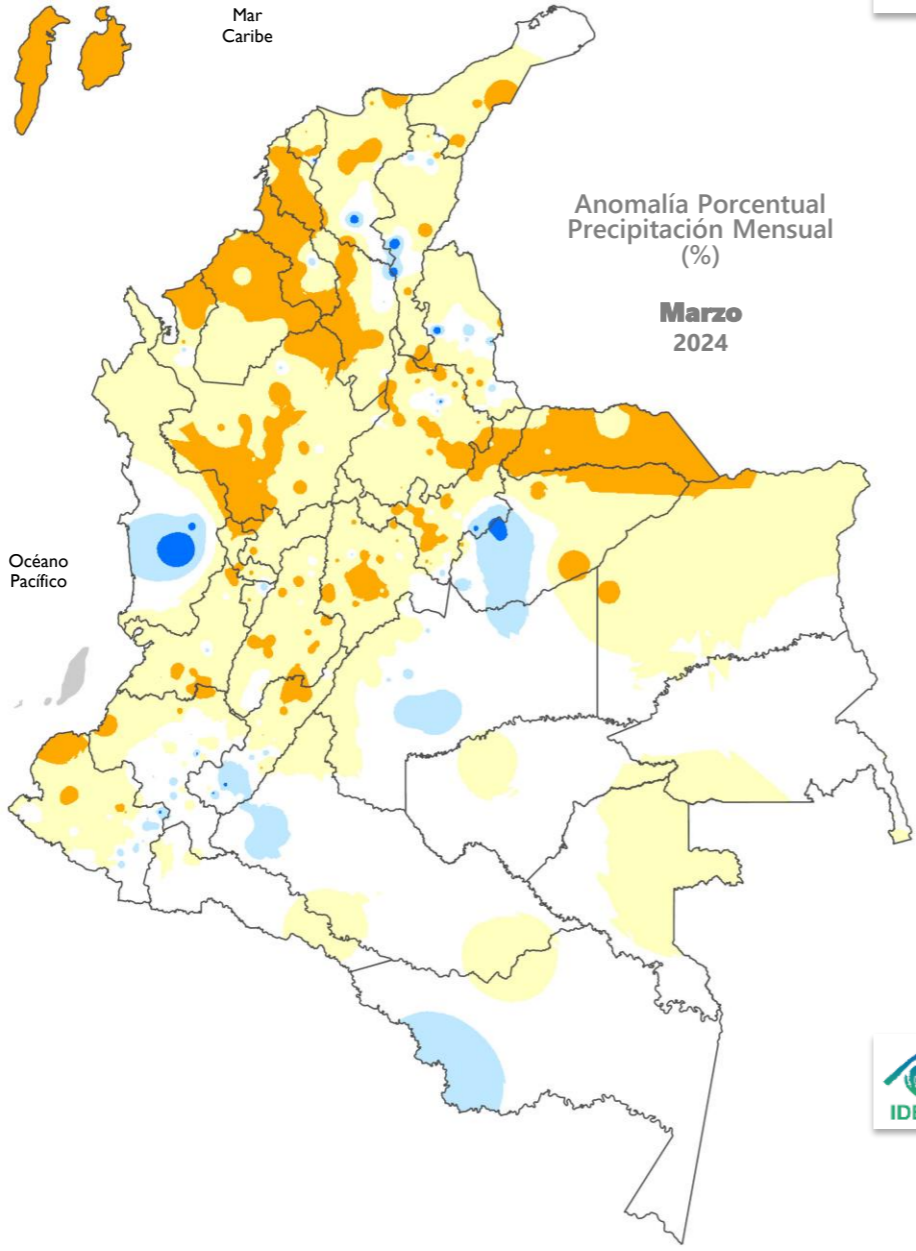 Mar
Caribe
Anomalía Porcentual
Precipitación Mensual
(%)
Marzo
2024
Océano
Pacífico